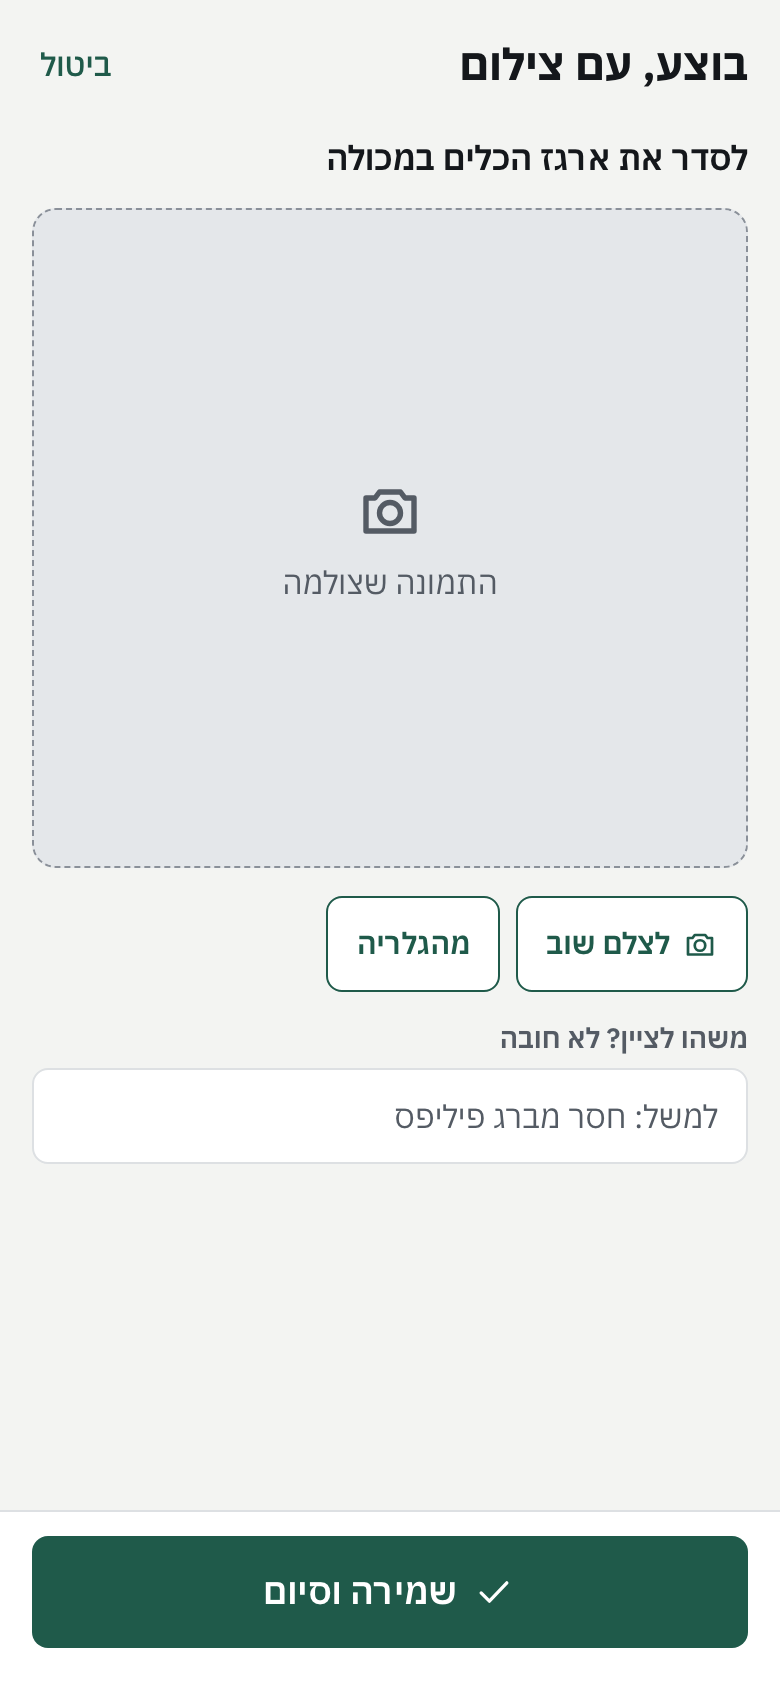 בוצע, עם צילום
ביטול
לסדר את ארגז הכלים במכולה
התמונה שצולמה
לצלם שוב
מהגלריה
משהו לציין? לא חובה
למשל: חסר מברג פיליפס
שמירה וסיום